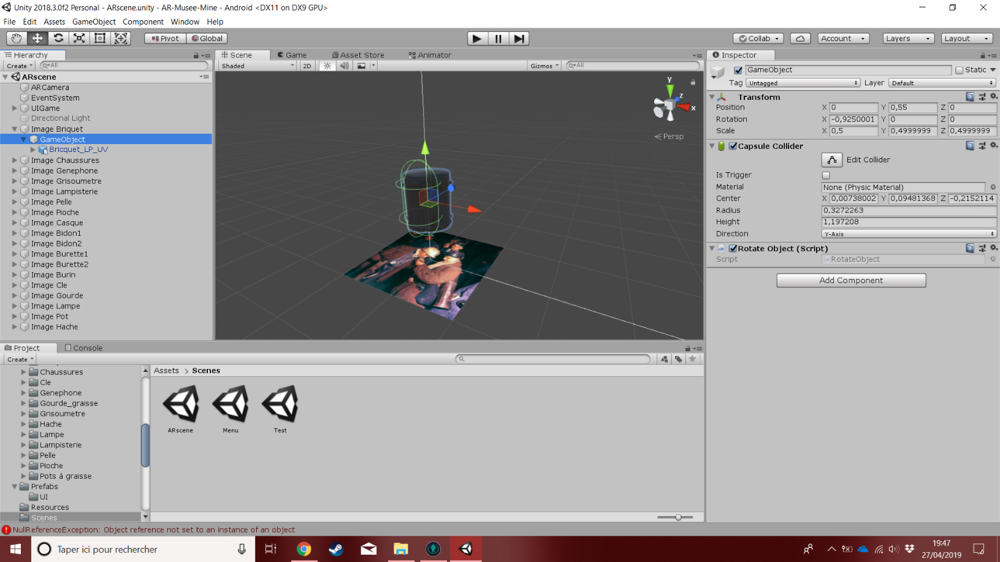 Unity 2018.3.0f2 Personal - ARscene.unity - AR-Musee-Mine - Android <DX11 on DX9 GPU>
File Edit Assets GameObject Component Window Help
Pivot Global Collab Account Layers Layout
Hierarchy
Create All
ARscene
ARCamera
EventSystem
UIGame
Directional Light
Image Briquet
GameObject
Bricquet_LP_UV
Image Chaussures
Image Genephone
Image Grisoumetre
Image Lampisterie
Image Pelle
Image Pioche
Image Casque
Image Bidon1
Image Bidon2
Image Burette1
Image Burette2
Image Burin
Image Cle
Image Gourde
Image Lampe
Image Pot
Image Hache
Scene Game Asset Store Animator
Shaded 2D Gizmos All
y
z
x
Persp
Inspector
GameObject Static
Tag Untagged Layer Default
Transform
Position X 0 Y 0,55 Z 0
Rotation X -0,9250001 Y 0 Z 0
Scale X 0,5 Y 0,4999999 Z 0,4999999
Capsule Collider
Edit Collider
Is Trigger
Material None (Physic Material)
Center X 0,00738002 Y 0,09481368 Z -0,2152114
Radius 0,3272263
Height 1,197208
Direction Y-Axis
Rotate Object (Script)
Script RotateObject
Add Component
Project Console
Create
Chaussures
Cle
Genephone
Gourde_graisse
Grisoumetre
Hache
Lampe
Lampisterie
Pelle
Pioche
Pots à graisse
Prefabs
UI
Resources
Scenes
Assets Scenes
ARscene Menu Test
NullReferenceException: Object reference not set to an instance of an object
Taper ici pour rechercher
19:47
27/04/2019